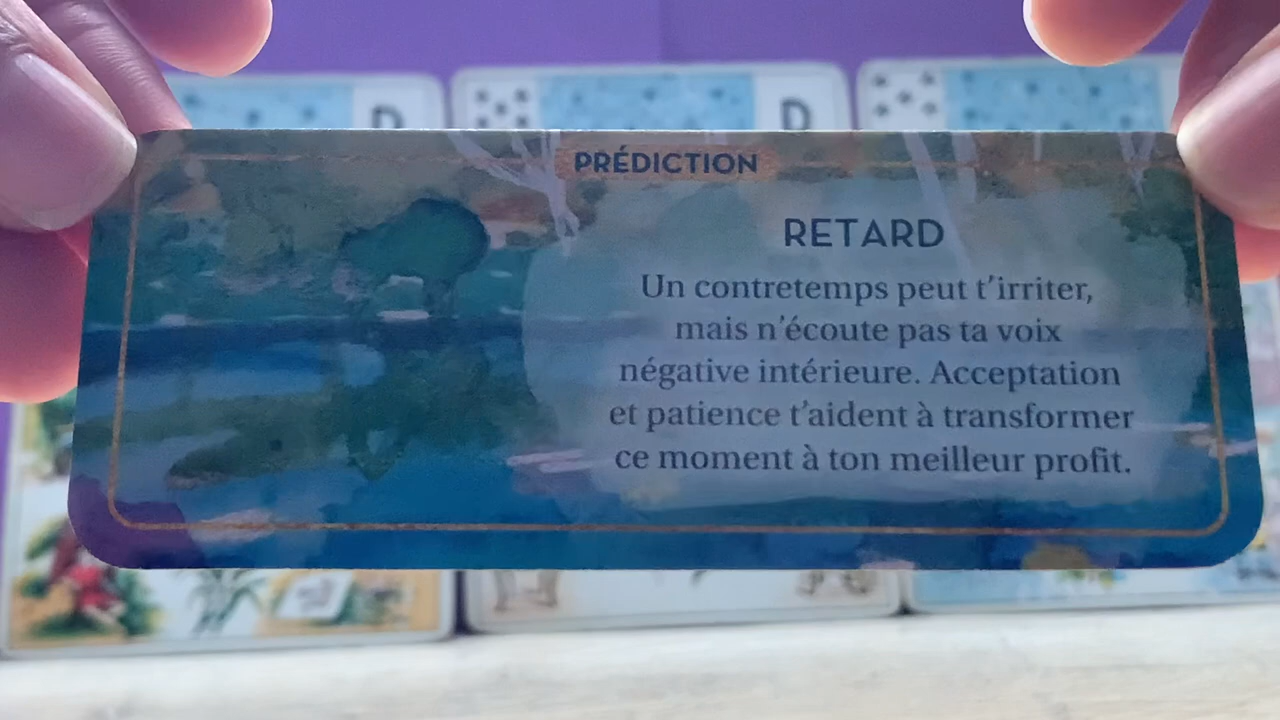 D
D
PRÉDICTION
RETARD
Un contretemps peut t'irriter,
mais n'écoute pas ta voix
négative intérieure. Acceptation
et patience t'aident à transformer
ce moment à ton meilleur profit.